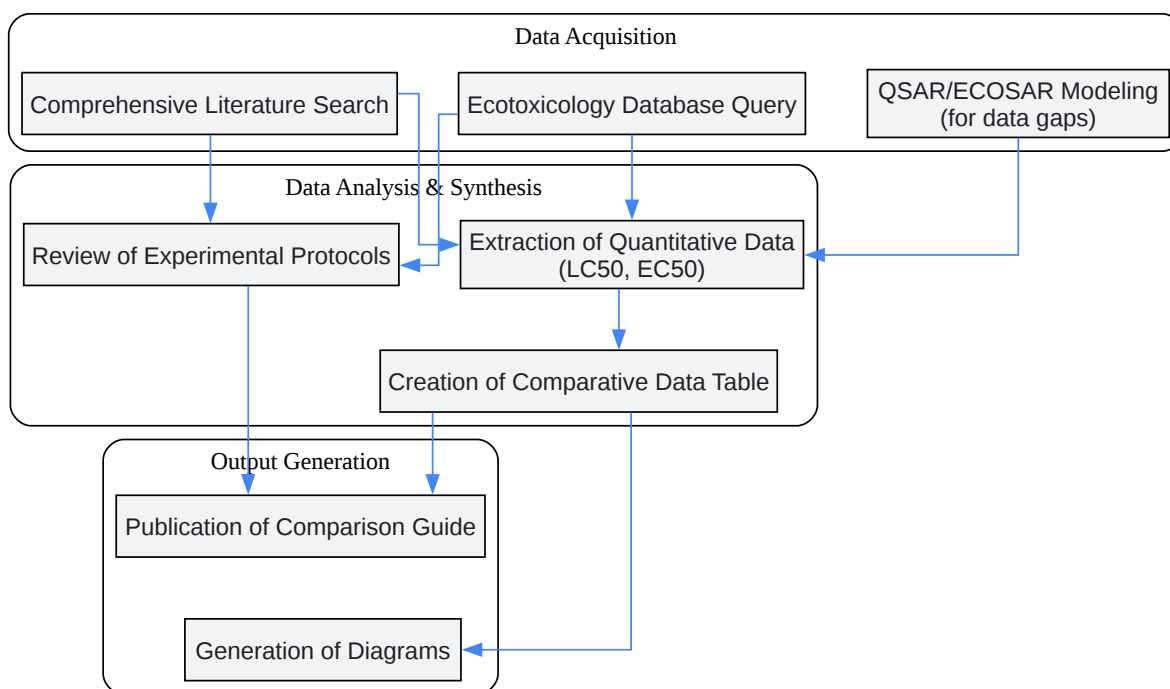 Data Acquisition
Comprehensive Literature Search
Ecotoxicology Database Query
QSAR/ECOSAR Modeling
(for data gaps)
Data Analysis & Synthesis
Review of Experimental Protocols
Extraction of Quantitative Data
(LC50, EC50)
Creation of Comparative Data Table
Output Generation
Publication of Comparison Guide
Generation of Diagrams